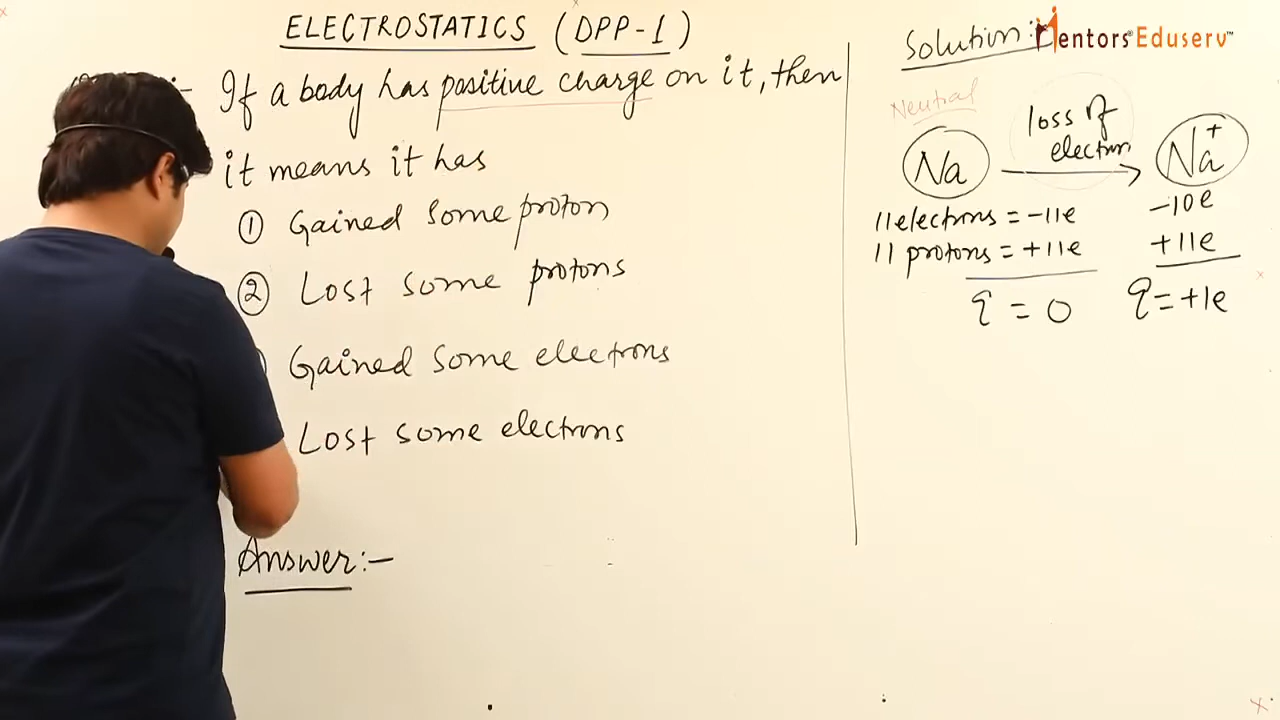 ELECTROSTATICS (DPP-1)
:- If a body has positive charge on it, then
it means it has
① Gained some proton
② Lost some protons
Gained some electrons
Lost some electrons
Answer:-
Solution:
Mentors Eduserv™
Neutral
Na
loss of
electron
Na⁺
11 electrons = -11e
11 protons = +11e
q = 0
-10e
+11e
q = +1e